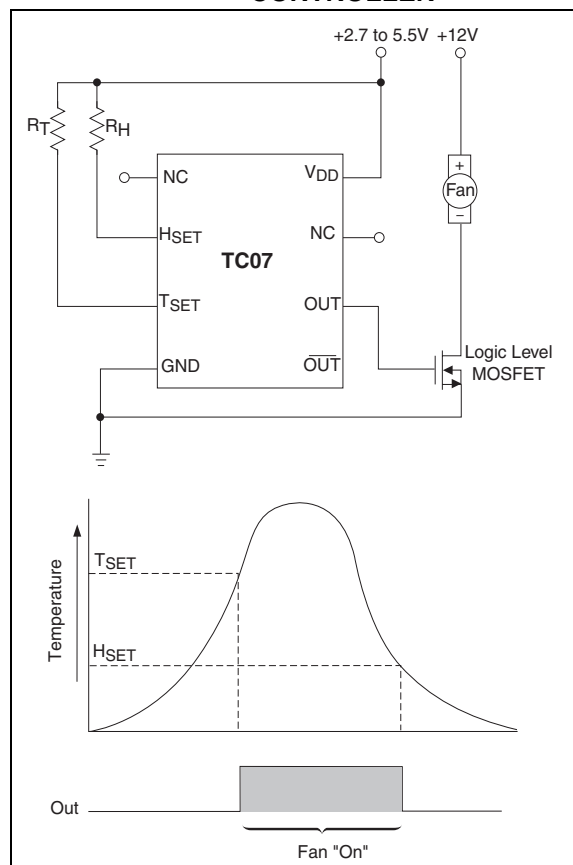 CONTROLLER
+2.7 to 5.5V +12V
RT
RH
NC
VDD
+
Fan
−
HSET
NC
TC07
TSET
OUT
Logic Level
MOSFET
GND
OUT
Temperature
TSET
HSET
Out
Fan "On"